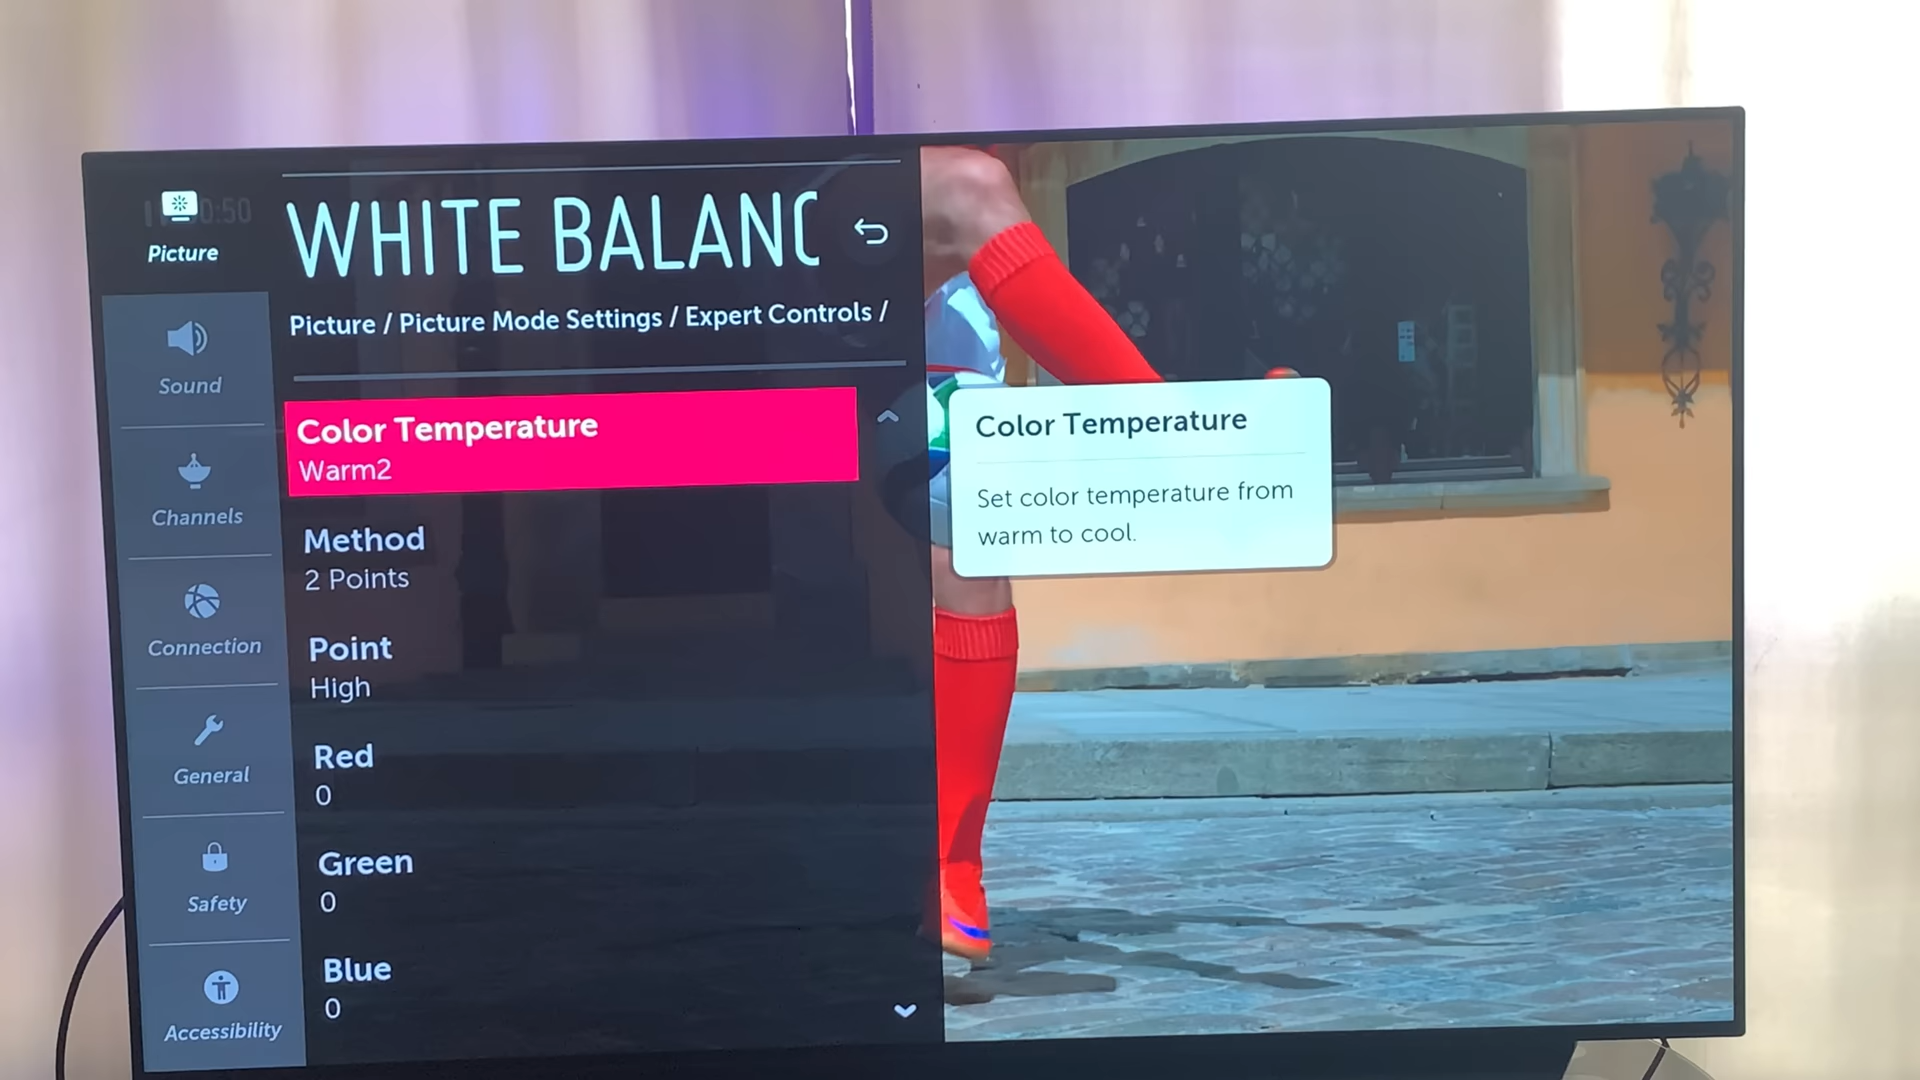 0:50
Picture
WHITE BALANC
Picture / Picture Mode Settings / Expert Controls /
Sound
Channels
Connection
General
Safety
Accessibility
Color Temperature
Warm2
Method
2 Points
Point
High
Red
0
Green
0
Blue
0
Color Temperature
Set color temperature from
warm to cool.